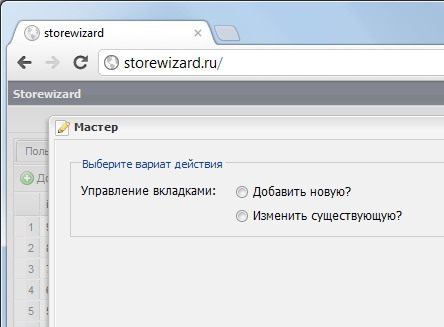 storewizard
storewizard.ru/
Storewizard
Мастер
Поль
До
Выберите вариат действия
Управление вкладками:
Добавить новую?
Изменить существующую?
1
2
3
4
5